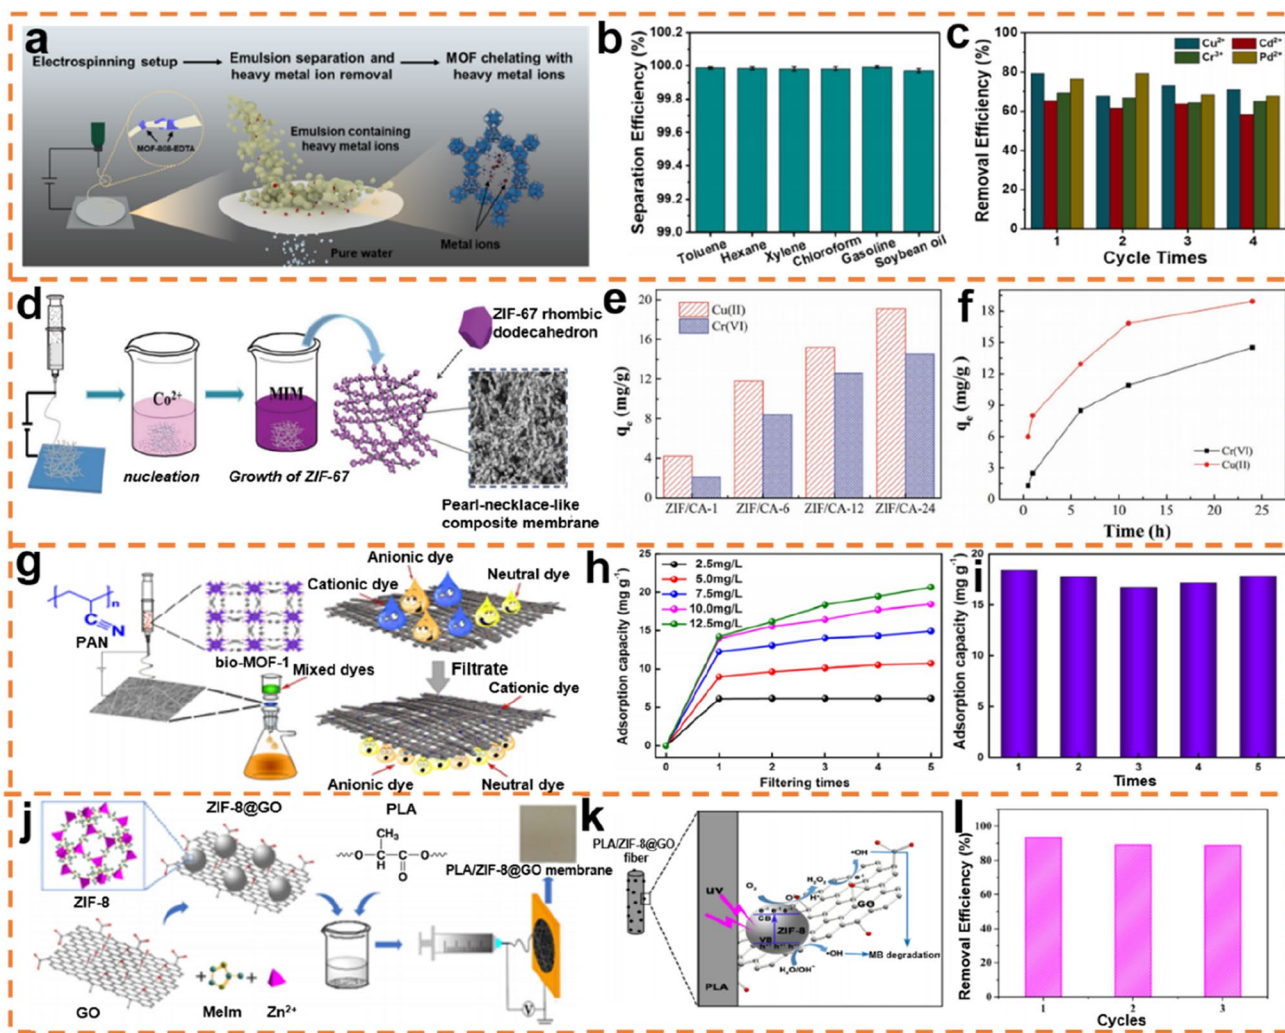 a
Electrospinning setup
Emulsion separation and
heavy metal ion removal
MOF chelating with
heavy metal ions
MOF-808-EDTA
Emulsion containing
heavy metal ions
Metal ions
Pure water
b
Separation Efficiency (%)
100.2
100.0
99.8
99.6
99.4
99.2
99.0
Toluene
Hexane
Xylene
Chloroform
Gasoline
Soybean oil
c
Removal Efficiency (%)
100
80
60
40
20
0
Cu²⁺
Cd²⁺
Cr³⁺
Pd²⁺
1 2 3 4
Cycle Times
d
Co²⁺
nucleation
MIM
Growth of ZIF-67
ZIF-67 rhombic
dodecahedron
Pearl-necklace-like
composite membrane
e
qe (mg/g)
20
16
12
8
4
0
Cu(II)
Cr(VI)
ZIF/CA-1
ZIF/CA-6
ZIF/CA-12
ZIF/CA-24
f
qe (mg/g)
18
15
12
9
6
3
0
Cr(VI)
Cu(II)
0 5 10 15 20 25
Time (h)
g
PAN
n
C≡N
bio-MOF-1
Mixed dyes
Anionic dye
Cationic dye
Neutral dye
Filtrate
Cationic dye
Anionic dye
Neutral dye
h
Adsorption capacity (mg g⁻¹)
25
20
15
10
5
0
2.5mg/L
5.0mg/L
7.5mg/L
10.0mg/L
12.5mg/L
0 1 2 3 4 5
Filtering times
i
Adsorption capacity (mg g⁻¹)
20
15
10
5
0
1 2 3 4 5
Times
j
ZIF-8@GO
PLA
ZIF-8
CH₃
O
C
H
C
O
O
PLA/ZIF-8@GO membrane
GO
+
MeIm
+
Zn²⁺
V
k
PLA/ZIF-8@GO
fiber
uv
O₂
H₂O₂
H⁺
•OH
GO
CB
ZIF-8
VB
h⁺ h⁺ h⁺
•OH
MB degradation
H₂O/OH⁻
PLA
l
Removal Efficiency (%)
100
80
60
40
20
0
1 2 3
Cycles